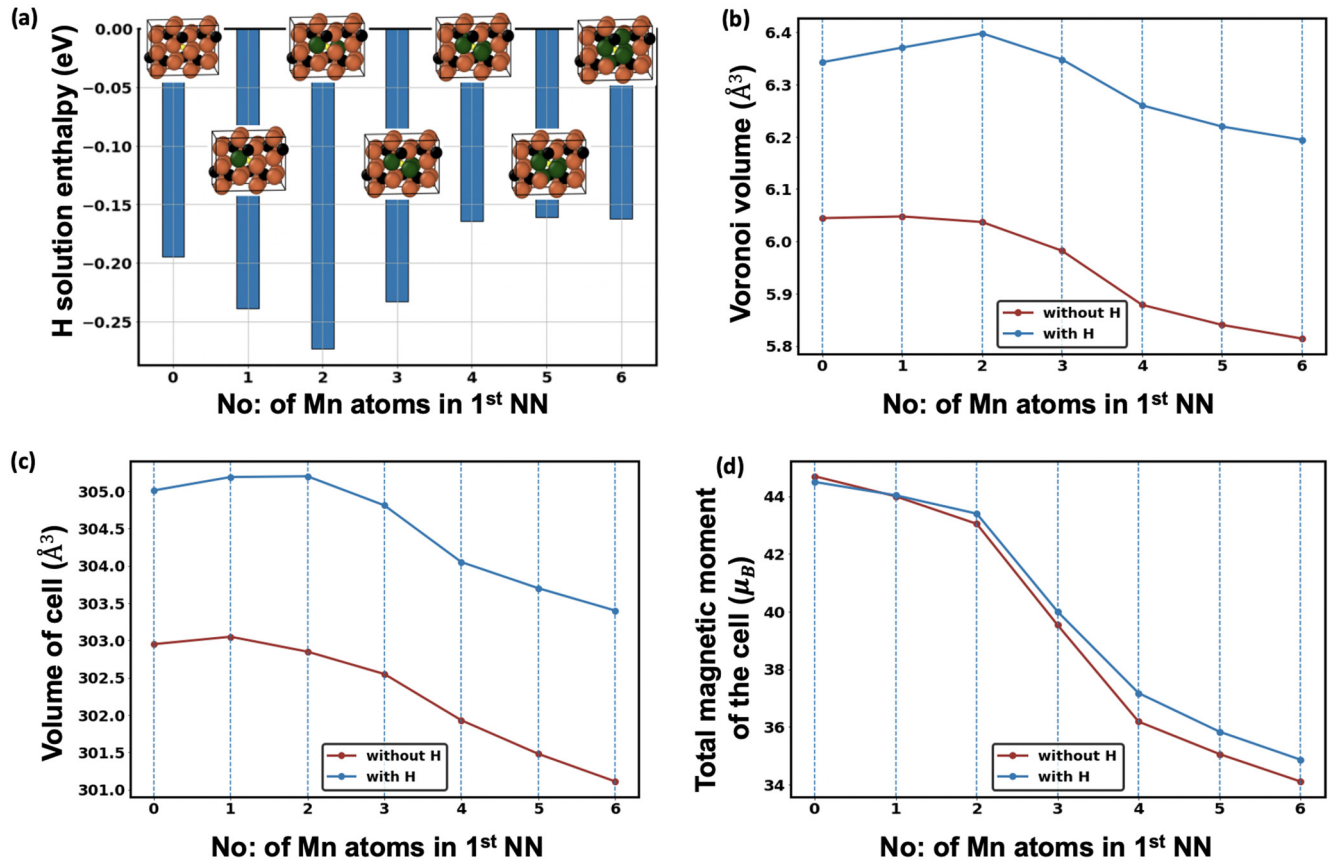 (a)
H solution enthalpy (eV)
0.00
−0.05
−0.10
−0.15
−0.20
−0.25
0 1 2 3 4 5 6
No: of Mn atoms in 1st NN
(b)
Voronoi volume (Å³)
6.4
6.3
6.2
6.1
6.0
5.9
5.8
without H
with H
0 1 2 3 4 5 6
No: of Mn atoms in 1st NN
(c)
Volume of cell (Å³)
305.0
304.5
304.0
303.5
303.0
302.5
302.0
301.5
301.0
without H
with H
0 1 2 3 4 5 6
No: of Mn atoms in 1st NN
(d)
Total magnetic moment
of the cell (μB)
44
42
40
38
36
34
without H
with H
0 1 2 3 4 5 6
No: of Mn atoms in 1st NN